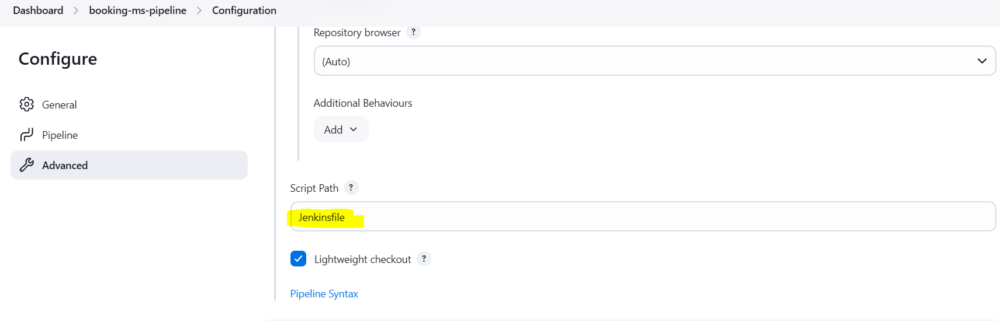 Dashboard > booking-ms-pipeline > Configuration
Repository browser ?
Configure
(Auto)
General
Additional Behaviours
Add
Pipeline
Advanced
Script Path ?
Jenkinsfile
Lightweight checkout ?
Pipeline Syntax